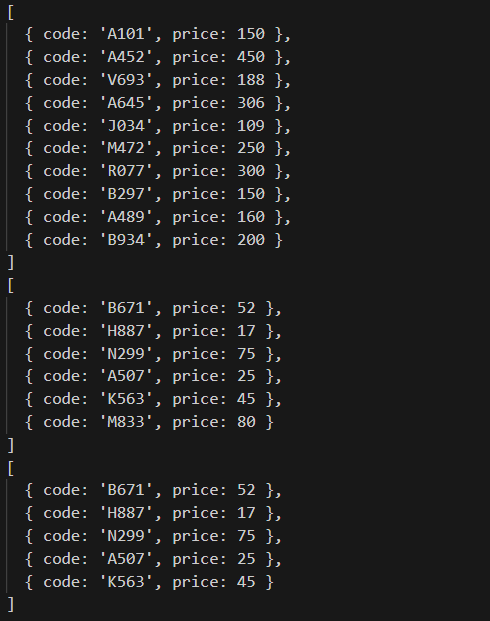 [
  { code: 'A101', price: 150 },
  { code: 'A452', price: 450 },
  { code: 'V693', price: 188 },
  { code: 'A645', price: 306 },
  { code: 'J034', price: 109 },
  { code: 'M472', price: 250 },
  { code: 'R077', price: 300 },
  { code: 'B297', price: 150 },
  { code: 'A489', price: 160 },
  { code: 'B934', price: 200 }
]
[
  { code: 'B671', price: 52 },
  { code: 'H887', price: 17 },
  { code: 'N299', price: 75 },
  { code: 'A507', price: 25 },
  { code: 'K563', price: 45 },
  { code: 'M833', price: 80 }
]
[
  { code: 'B671', price: 52 },
  { code: 'H887', price: 17 },
  { code: 'N299', price: 75 },
  { code: 'A507', price: 25 },
  { code: 'K563', price: 45 }
]